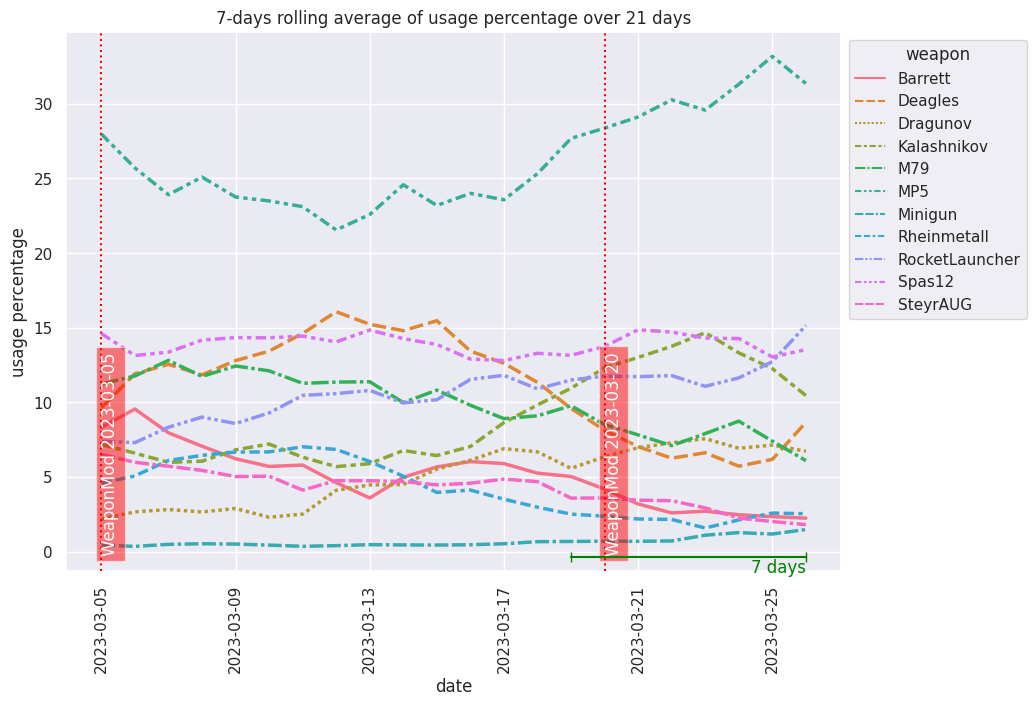 7-days rolling average of usage percentage over 21 days
usage percentage
30
25
20
15
10
5
0
WeaponMod 2023-03-05
WeaponMod 2023-03-20
7 days
2023-03-05
2023-03-09
2023-03-13
2023-03-17
2023-03-21
2023-03-25
date
weapon
Barrett
Deagles
Dragunov
Kalashnikov
M79
MP5
Minigun
Rheinmetall
RocketLauncher
Spas12
SteyrAUG